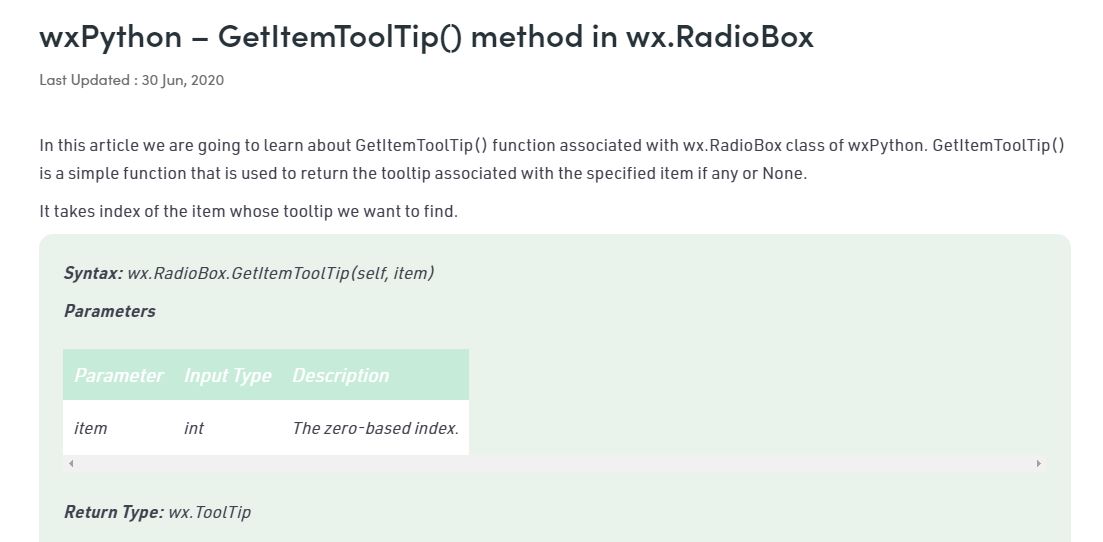 wxPython – GetItemToolTip() method in wx.RadioBox
Last Updated : 30 Jun, 2020
In this article we are going to learn about GetItemToolTip() function associated with wx.RadioBox class of wxPython. GetItemToolTip()
is a simple function that is used to return the tooltip associated with the specified item if any or None.
It takes index of the item whose tooltip we want to find.
Syntax: wx.RadioBox.GetItemToolTip(self, item)
Parameters
Parameter Input Type Description
item int The zero-based index.
Return Type: wx.ToolTip